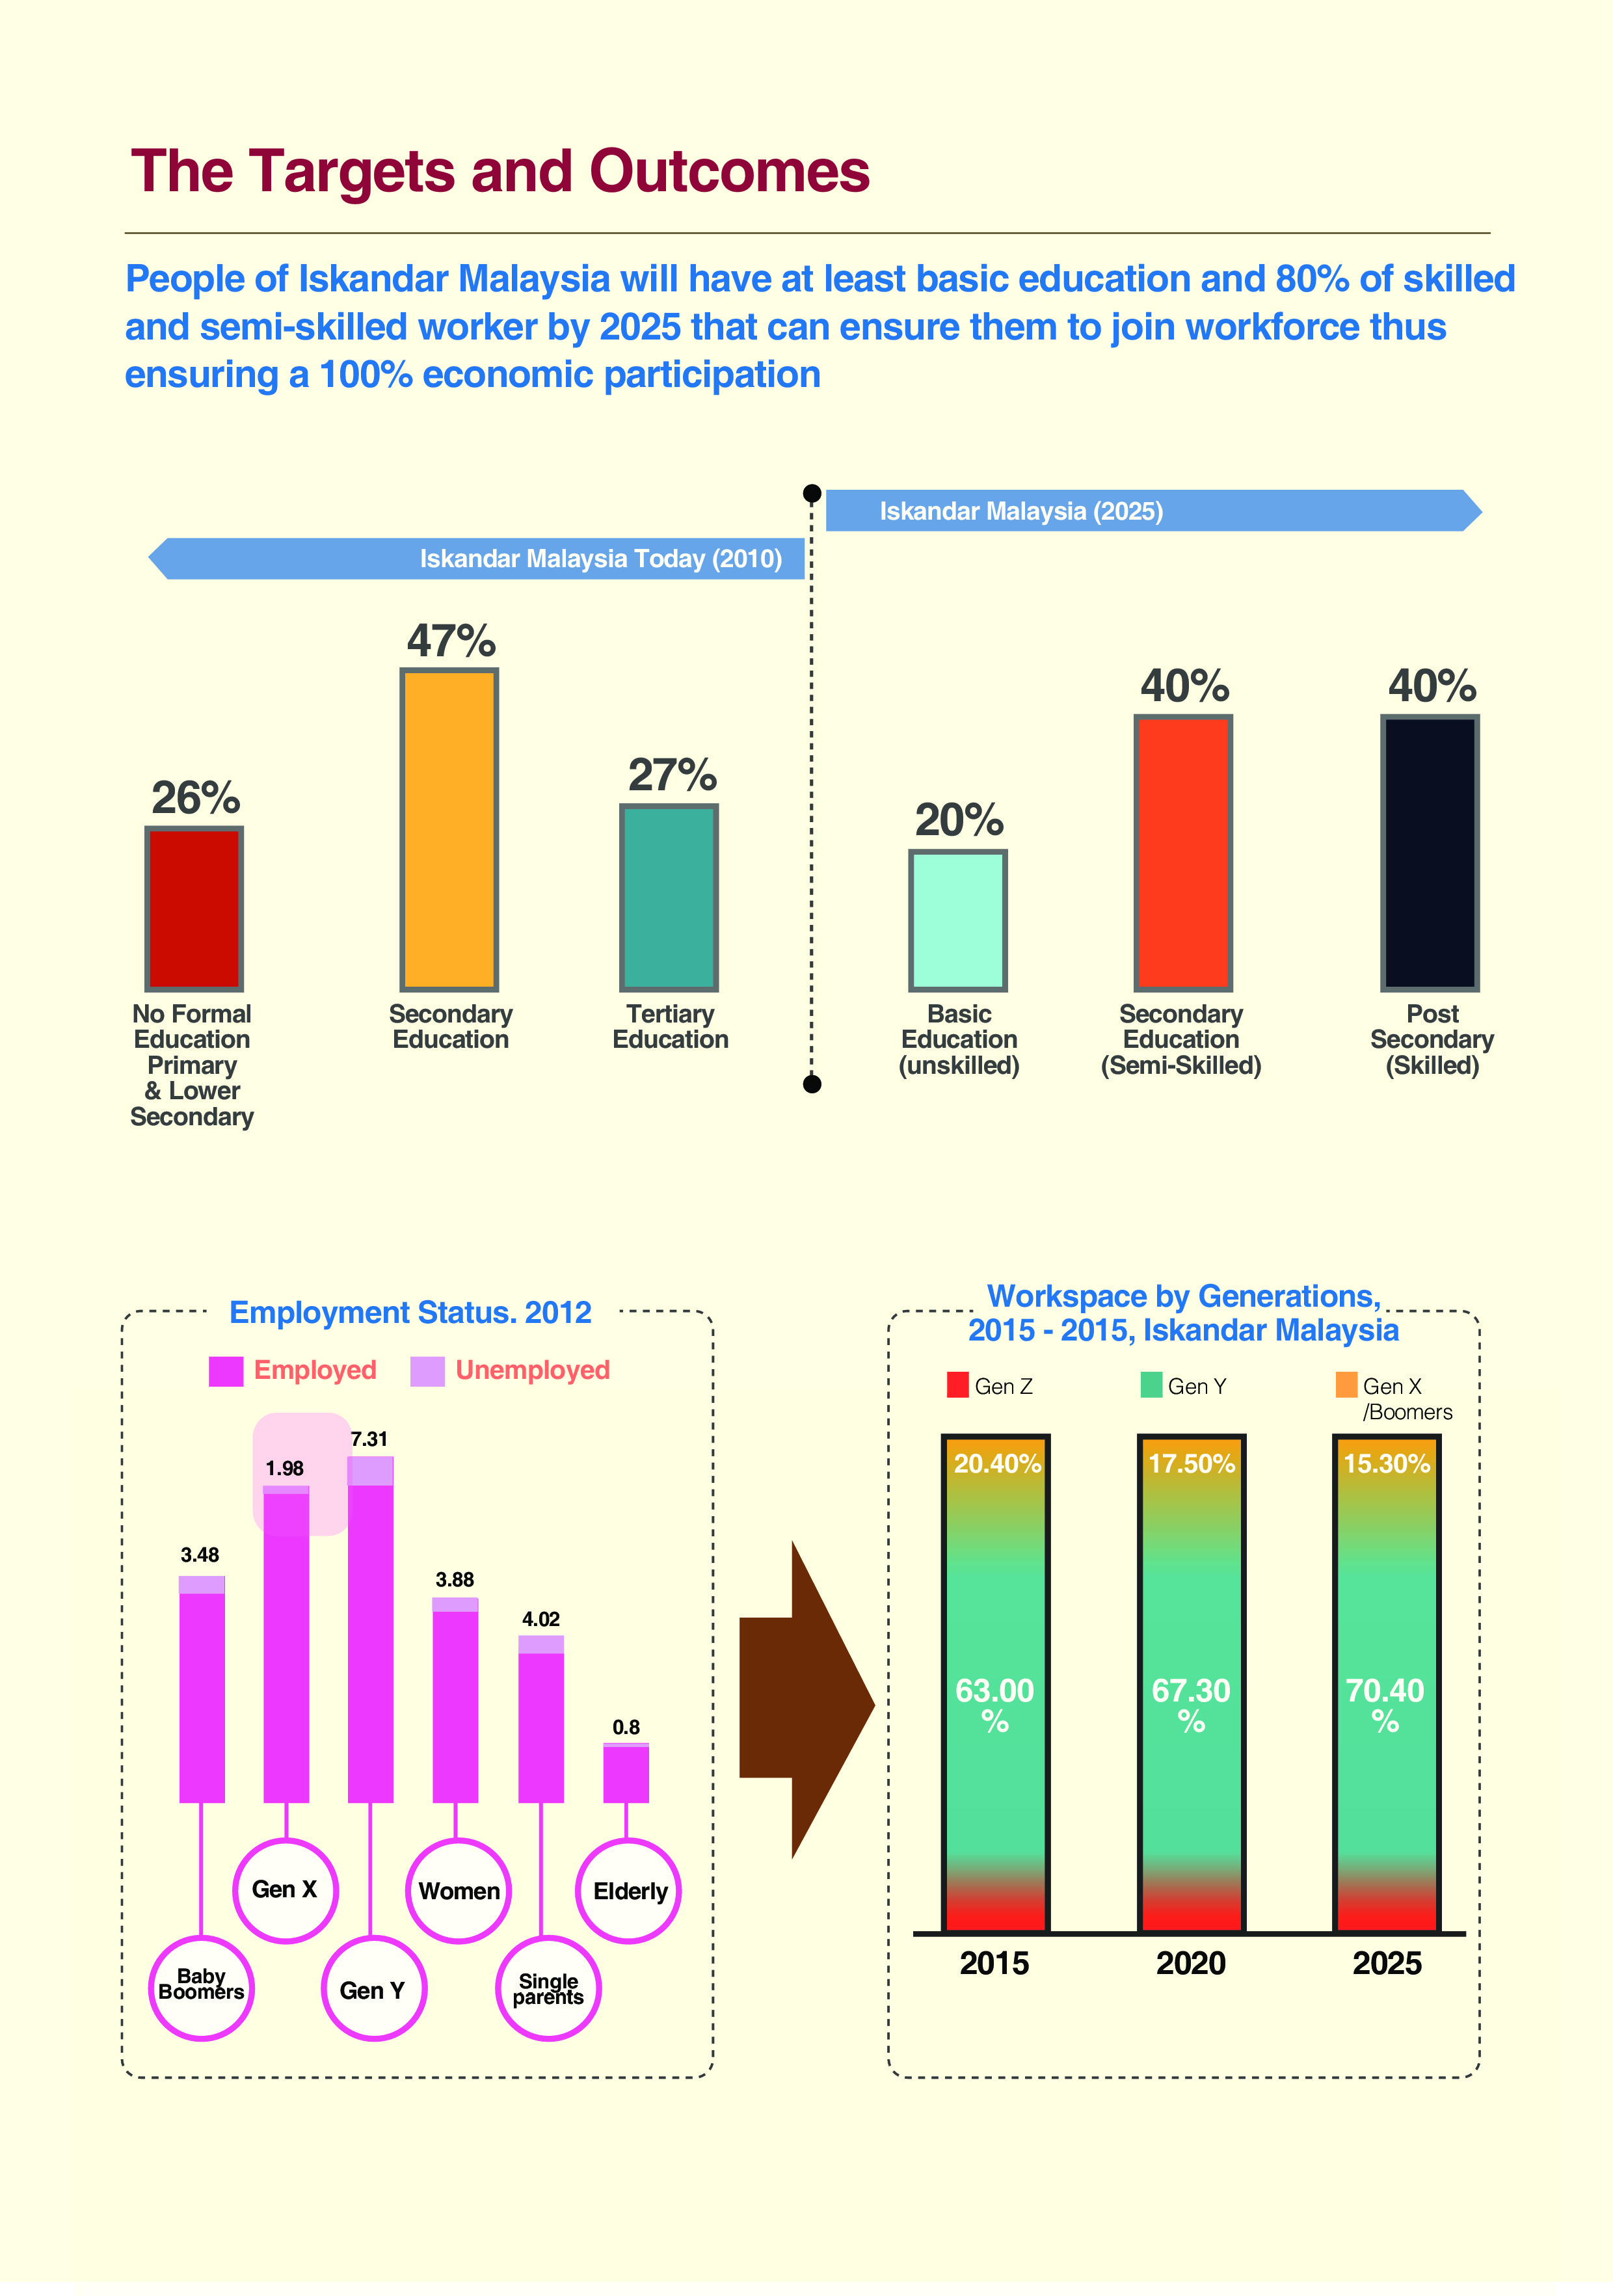 The Targets and Outcomes
People of Iskandar Malaysia will have at least basic education and 80% of skilled
and semi-skilled worker by 2025 that can ensure them to join workforce thus
ensuring a 100% economic participation
Iskandar Malaysia Today (2010)
47%
26%
27%
No Formal
Education
Primary
& Lower
Secondary
Secondary
Education
Tertiary
Education
Iskandar Malaysia (2025)
20%
40%
40%
Basic
Education
(unskilled)
Secondary
Education
(Semi-Skilled)
Post
Secondary
(Skilled)
Employment Status. 2012
Employed
Unemployed
3.48
1.98
7.31
3.88
4.02
0.8
Baby
Boomers
Gen X
Gen Y
Women
Single
parents
Elderly
Workspace by Generations,
2015 - 2015, Iskandar Malaysia
Gen Z
Gen Y
Gen X
/Boomers
20.40%
17.50%
15.30%
63.00
%
67.30
%
70.40
%
2015
2020
2025